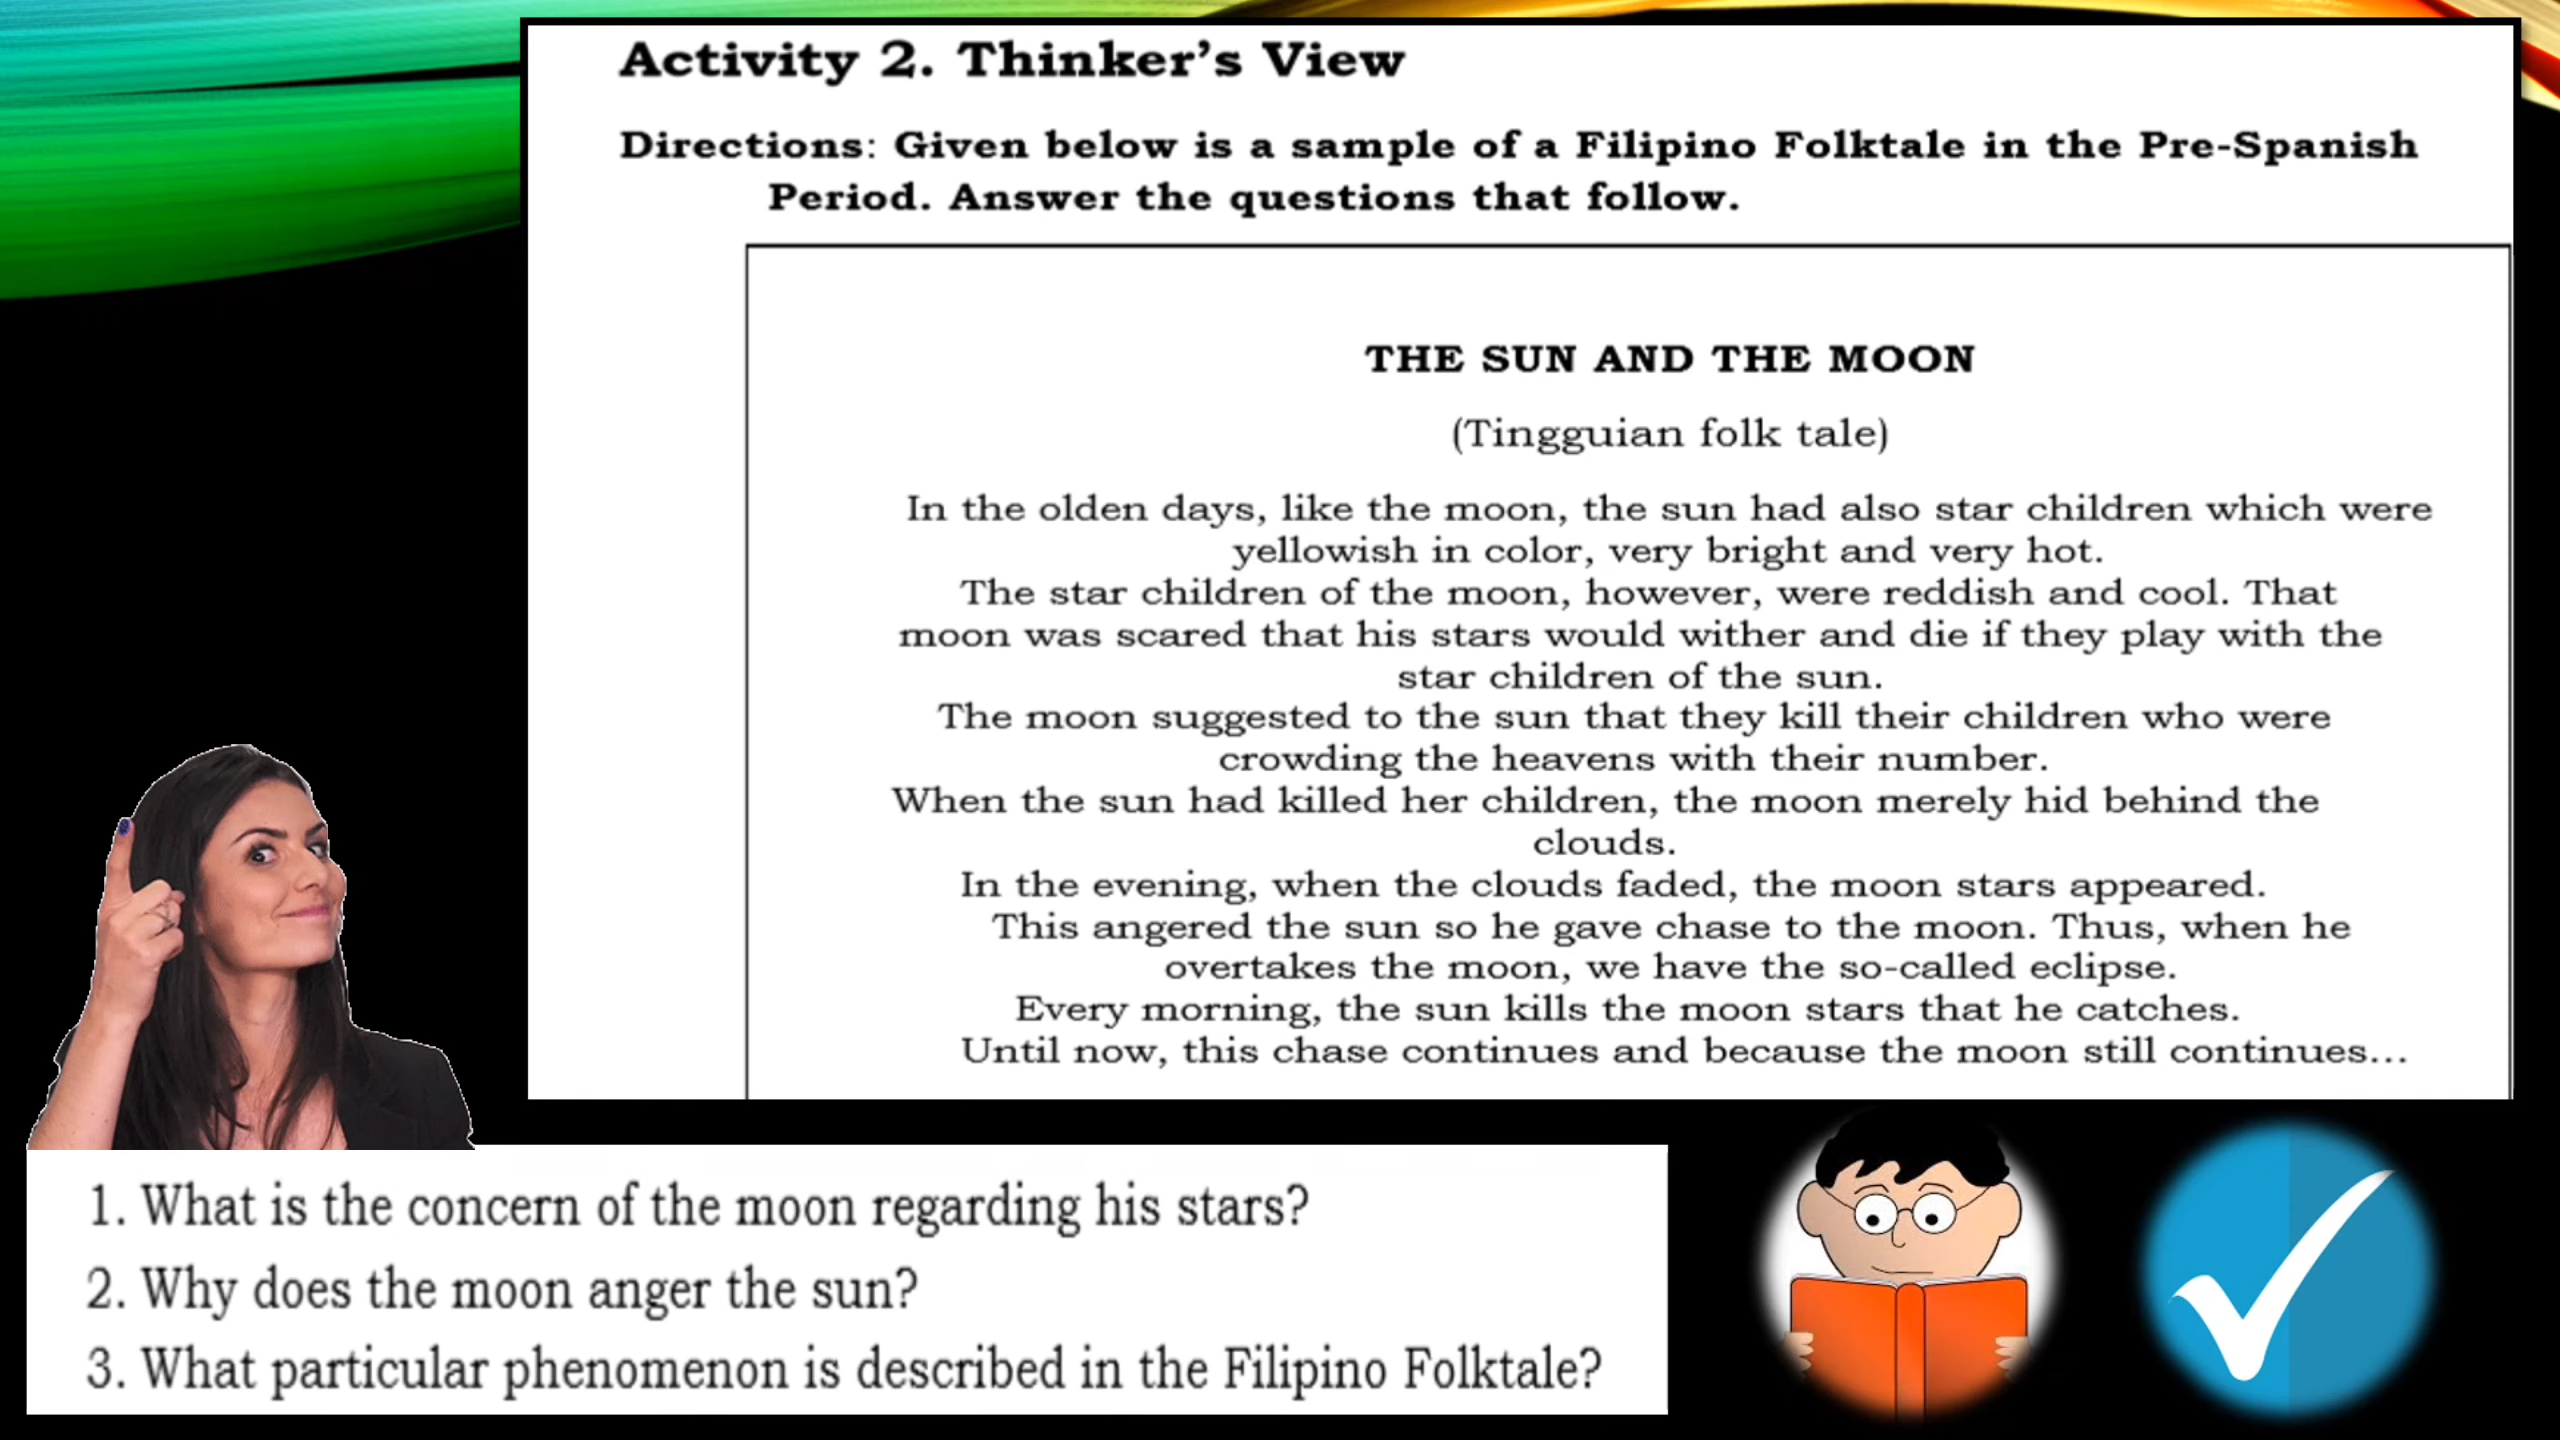 Activity 2. Thinker's View
Directions: Given below is a sample of a Filipino Folktale in the Pre-Spanish
Period. Answer the questions that follow.
THE SUN AND THE MOON
(Tingguian folk tale)
In the olden days, like the moon, the sun had also star children which were
yellowish in color, very bright and very hot.
The star children of the moon, however, were reddish and cool. That
moon was scared that his stars would wither and die if they play with the
star children of the sun.
The moon suggested to the sun that they kill their children who were
crowding the heavens with their number.
When the sun had killed her children, the moon merely hid behind the
clouds.
In the evening, when the clouds faded, the moon stars appeared.
This angered the sun so he gave chase to the moon. Thus, when he
overtakes the moon, we have the so-called eclipse.
Every morning, the sun kills the moon stars that he catches.
Until now, this chase continues and because the moon still continues...
1. What is the concern of the moon regarding his stars?
2. Why does the moon anger the sun?
3. What particular phenomenon is described in the Filipino Folktale?